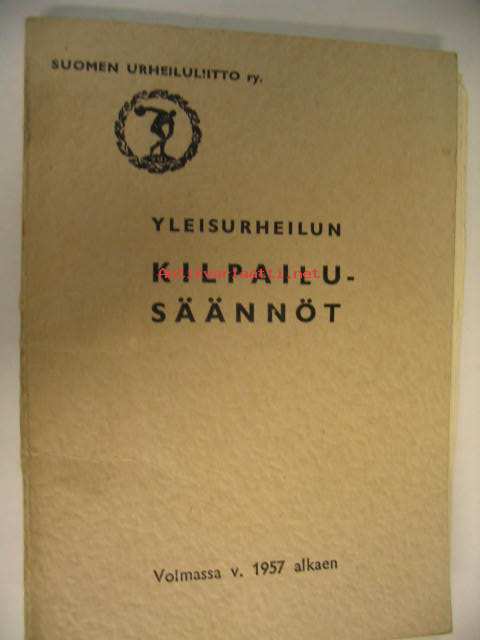 SUOMEN URHEILULIITTO ry.
YLEISURHEILUN
KILPAILU-
SÄÄNNÖT
Voimassa v. 1957 alkaen